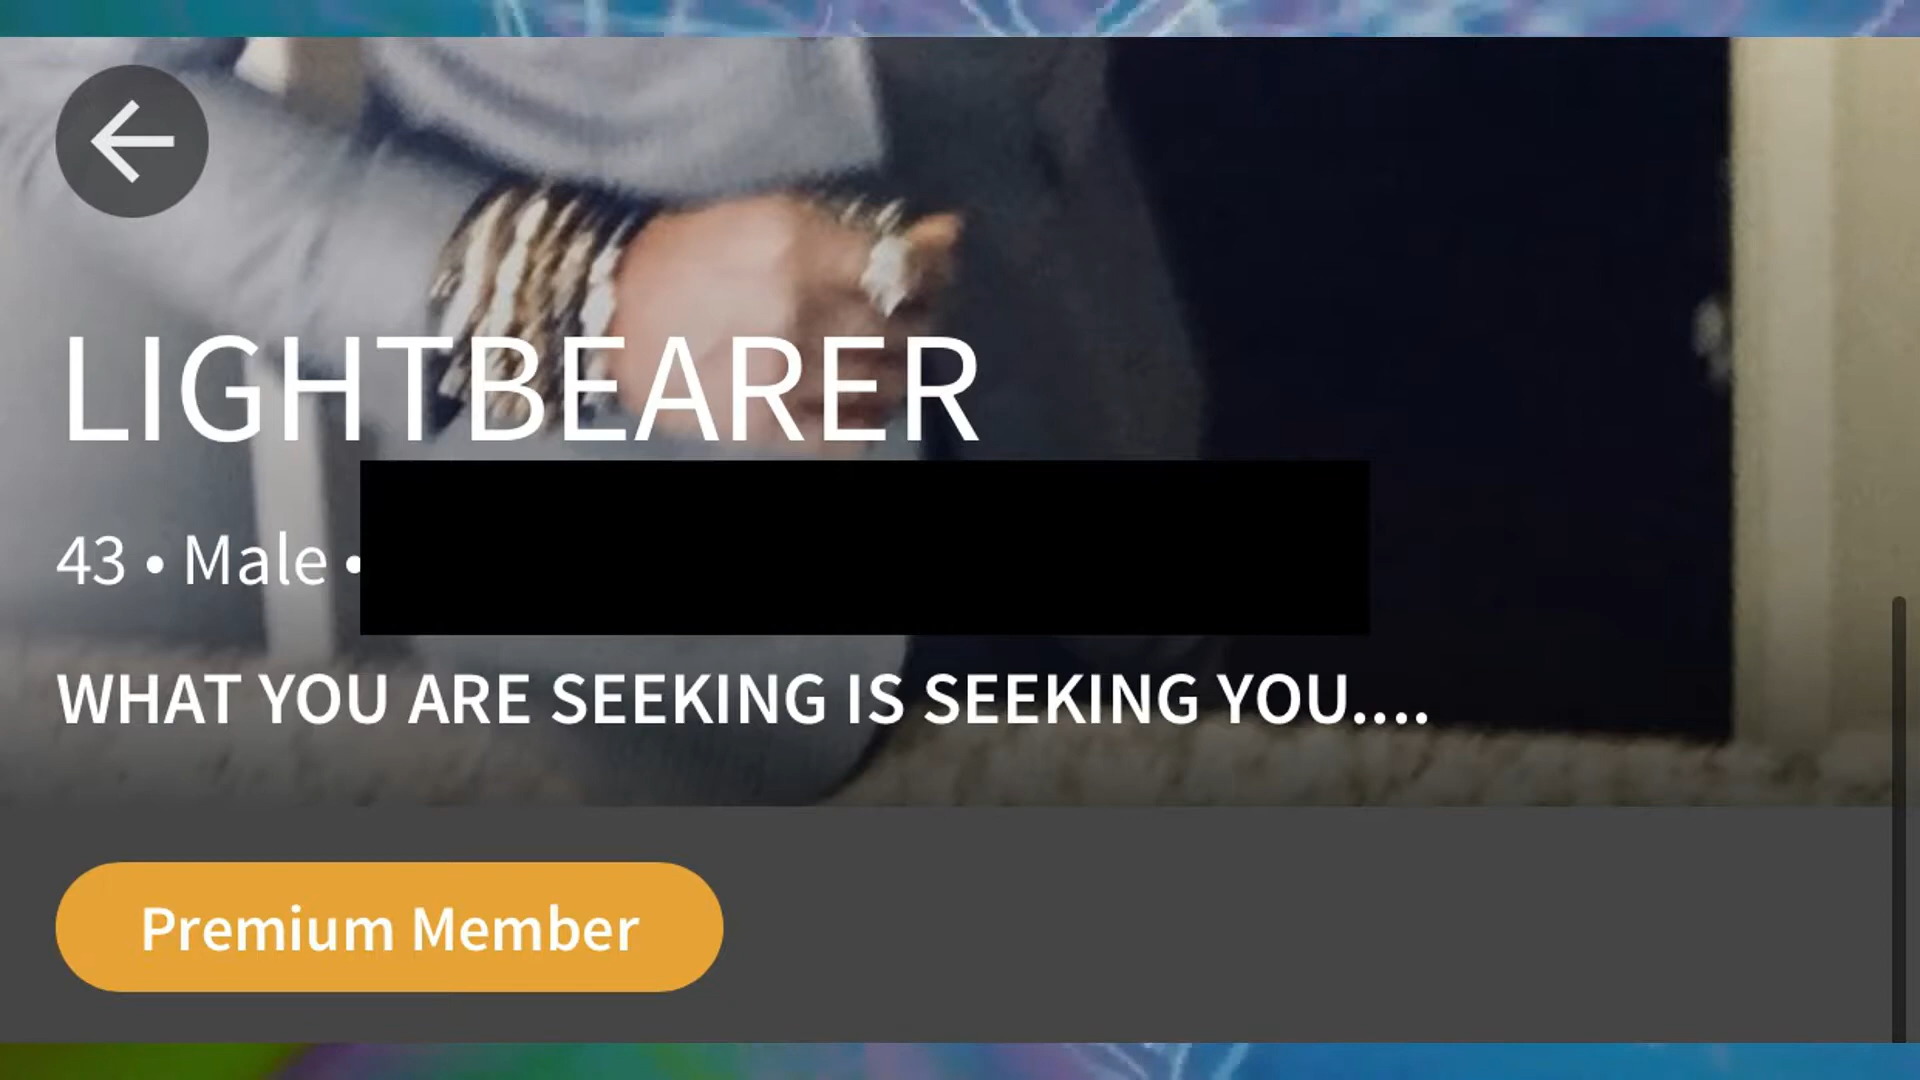 LIGHTBEARER
43 • Male •
WHAT YOU ARE SEEKING IS SEEKING YOU....
Premium Member